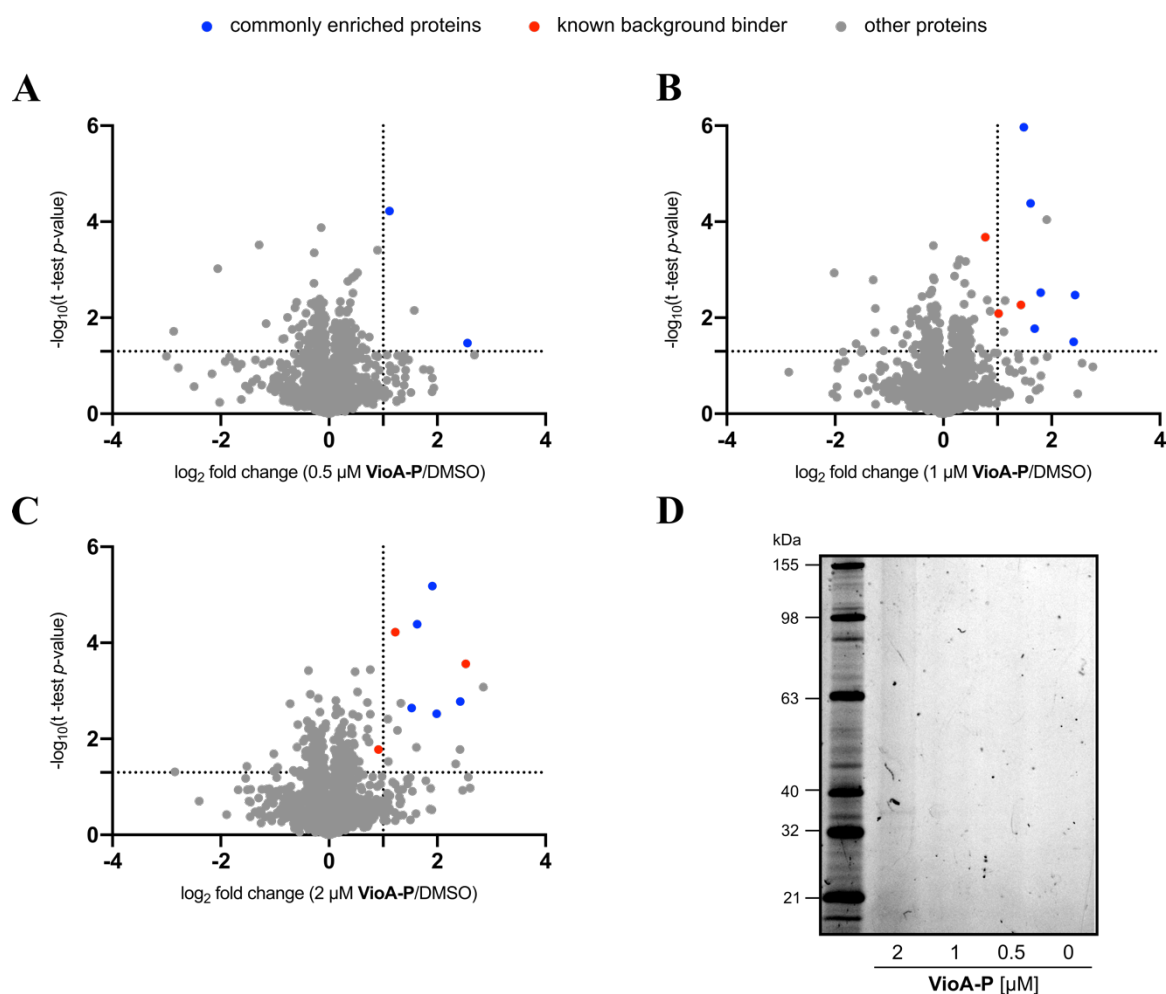 commonly enriched proteins known background binder other proteins
A
6
4
2
0
-4 -2 0 2 4
-log10(t -test p-value)
log2 fold change (0.5 µM VioA-P/DMSO)
B
6
4
2
0
-4 -2 0 2 4
-log10(t -test p-value)
log2 fold change (1 µM VioA-P/DMSO)
C
6
4
2
0
-4 -2 0 2 4
-log10(t -test p-value)
log2 fold change (2 µM VioA-P/DMSO)
D
kDa
155
98
63
40
32
21
2 1 0.5 0
VioA-P [µM]